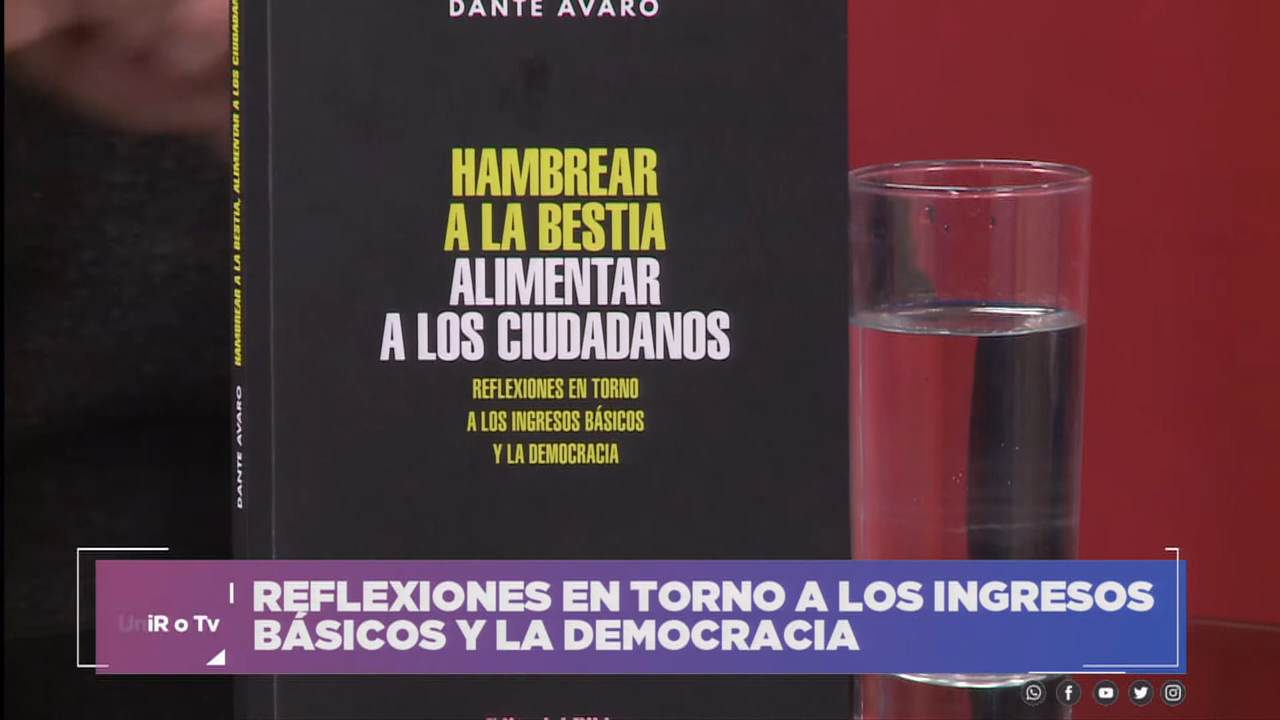 DANTE AVARO
HAMBREAR
A LA BESTIA
ALIMENTAR
A LOS CIUDADANOS
REFLEXIONES EN TORNO
A LOS INGRESOS BÁSICOS
Y LA DEMOCRACIA
DANTE AVARO HAMBREAR A LA BESTIA, ALIMENTAR A LOS CIUDADANOS
UniR o Tv
REFLEXIONES EN TORNO A LOS INGRESOS
BÁSICOS Y LA DEMOCRACIA